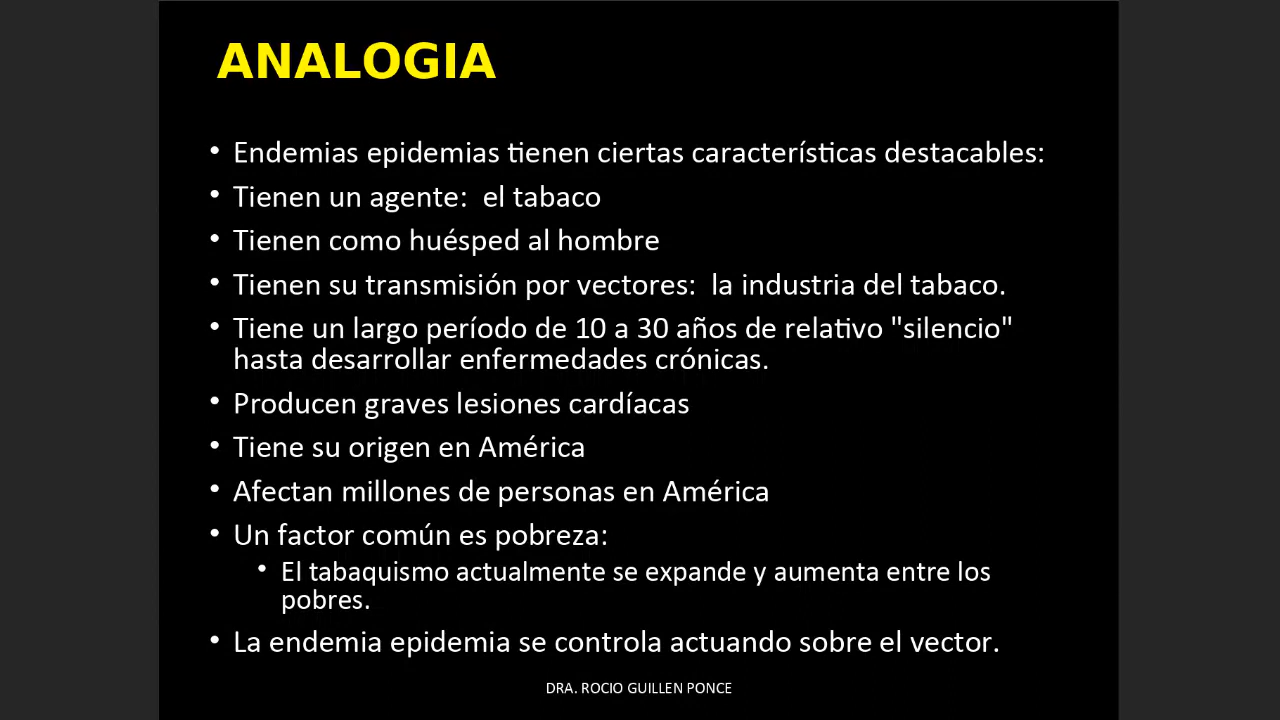 ANALOGIA
• Endemias epidemias tienen ciertas características destacables:
• Tienen un agente:  el tabaco
• Tienen como huésped al hombre
• Tienen su transmisión por vectores:  la industria del tabaco.
• Tiene un largo período de 10 a 30 años de relativo "silencio"
hasta desarrollar enfermedades crónicas.
• Producen graves lesiones cardíacas
• Tiene su origen en América
• Afectan millones de personas en América
• Un factor común es pobreza:
• El tabaquismo actualmente se expande y aumenta entre los
pobres.
• La endemia epidemia se controla actuando sobre el vector.
DRA. ROCIO GUILLEN PONCE